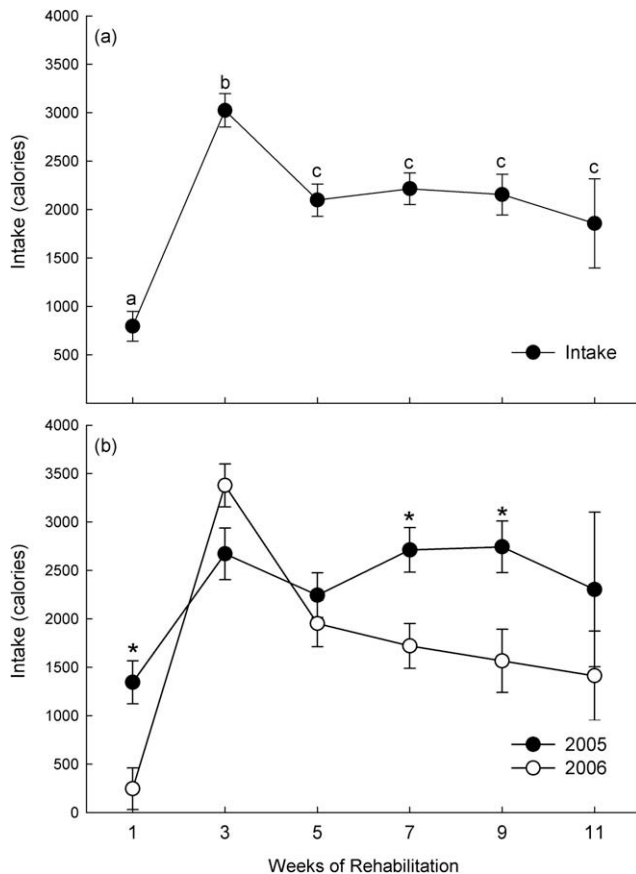 (a)
4000
3500
3000
2500
2000
1500
1000
500
Intake (calories)
a
b
c
c
c
c
Intake
(b)
4000
3500
3000
2500
2000
1500
1000
500
0
Intake (calories)
*
*
*
2005
2006
1 3 5 7 9 11
Weeks of Rehabilitation